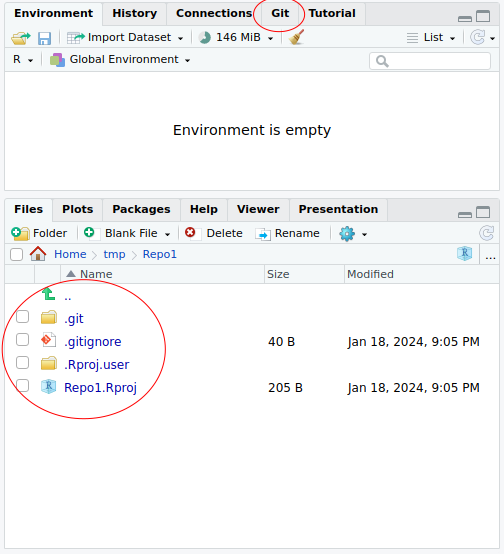 Environment History Connections Git Tutorial
Import Dataset 146 MiB List
R Global Environment
Environment is empty
Files Plots Packages Help Viewer Presentation
Folder Blank File Delete Rename
Home tmp Repo1 R ...
Name Size Modified
..
.git
.gitignore 40 B Jan 18, 2024, 9:05 PM
.Rproj.user
R Repo1.Rproj 205 B Jan 18, 2024, 9:05 PM